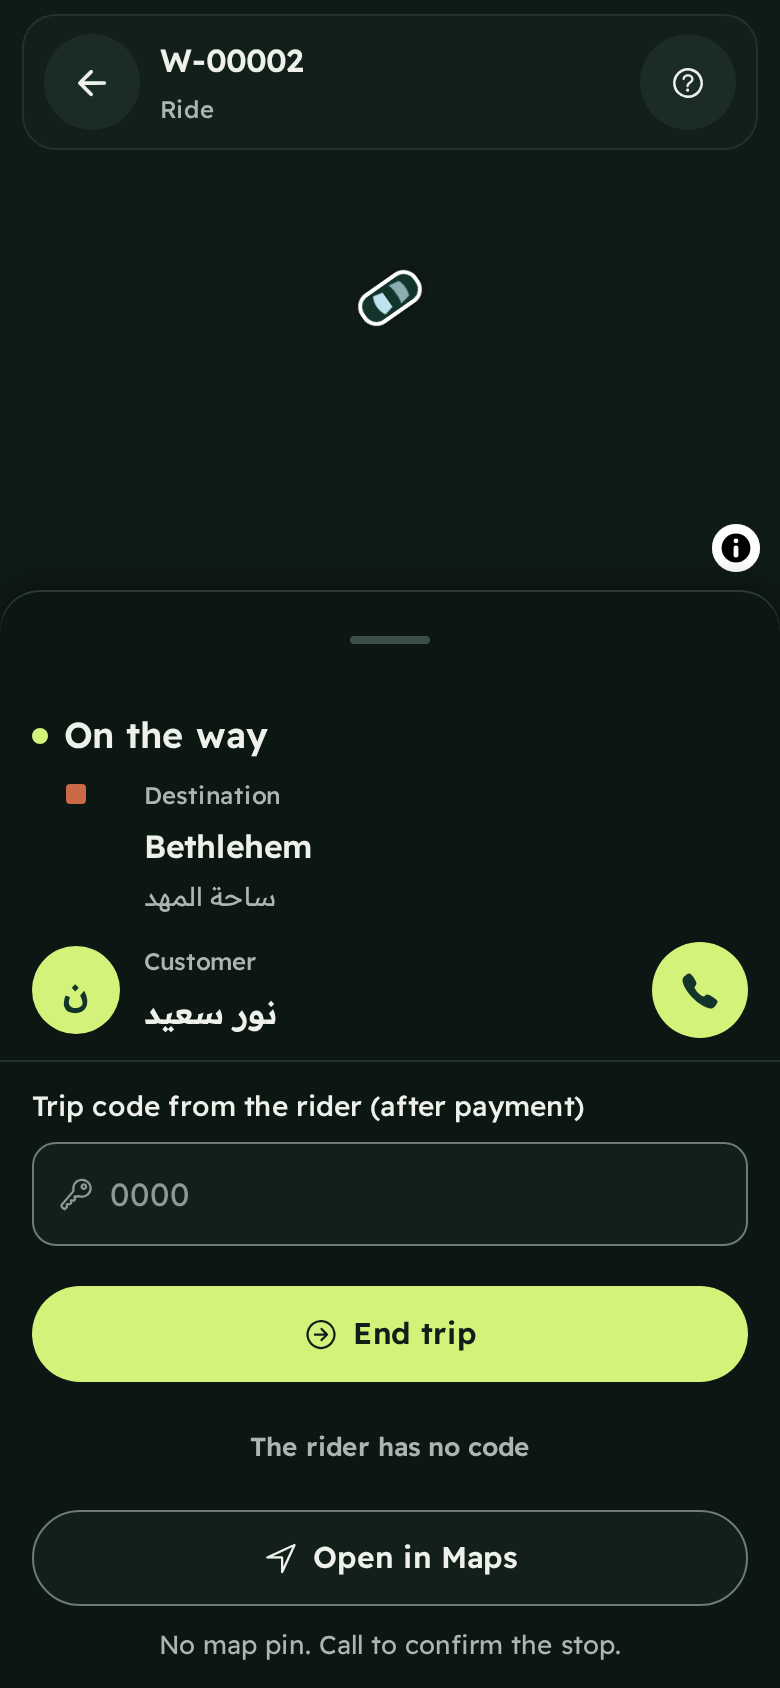 W-00002
Ride
On the way
Destination
Bethlehem
ساحة المهد
Customer
ن
نور سعيد
Trip code from the rider (after payment)
0000
End trip
The rider has no code
Open in Maps
No map pin. Call to confirm the stop.